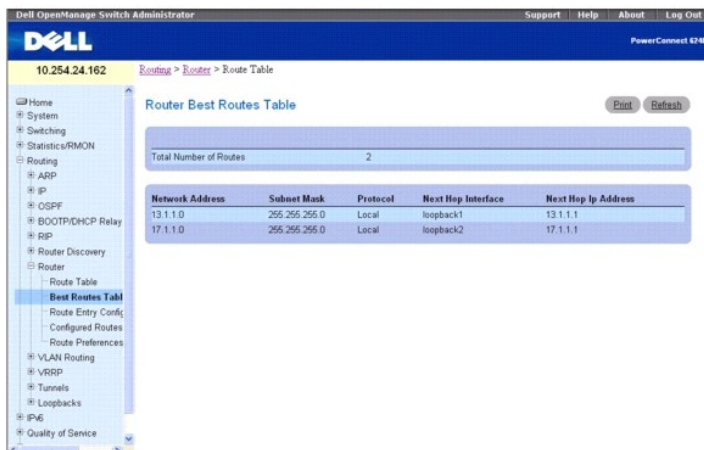 Dell OpenManage Switch Administrator
Support Help About Log Out
DELL
PowerConnect 6248
10.254.24.162
Routing > Router > Route Table
Home
System
Switching
Statistics/RMON
Routing
ARP
IP
OSPF
BOOTP/DHCP Relay
RIP
Router Discovery
Router
Route Table
Best Routes Tabl
Route Entry Config
Configured Routes
Route Preferences
VLAN Routing
VRRP
Tunnels
Loopbacks
IPv6
Quality of Service
Router Best Routes Table
Print Refresh
Total Number of Routes 2
Network Address Subnet Mask Protocol Next Hop Interface Next Hop Ip Address
13.1.1.0 255.255.255.0 Local loopback1 13.1.1.1
17.1.1.0 255.255.255.0 Local loopback2 17.1.1.1